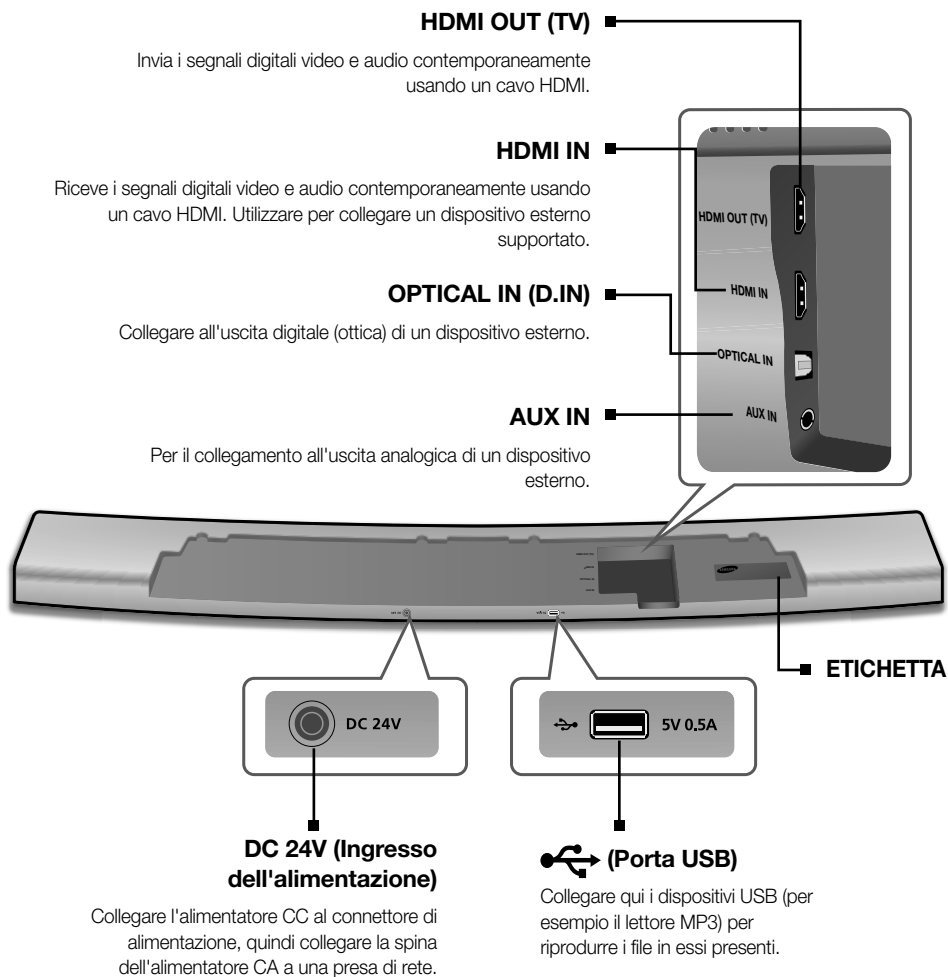 HDMI OUT (TV)
Invia i segnali digitali video e audio contemporaneamente
usando un cavo HDMI.
HDMI IN
Riceve i segnali digitali video e audio contemporaneamente usando
un cavo HDMI. Utilizzare per collegare un dispositivo esterno
supportato.
OPTICAL IN (D.IN)
Collegare all'uscita digitale (ottica) di un dispositivo esterno.
AUX IN
Per il collegamento all'uscita analogica di un dispositivo
esterno.
HDMI OUT (TV)
HDMI IN
OPTICAL IN
AUX IN
SAMSUNG
ETICHETTA
DC 24V
5V 0.5A
DC 24V (Ingresso
dell'alimentazione)
Collegare l'alimentatore CC al connettore di
alimentazione, quindi collegare la spina
dell'alimentatore CA a una presa di rete.
(Porta USB)
Collegare qui i dispositivi USB (per
esempio il lettore MP3) per
riprodurre i file in essi presenti.